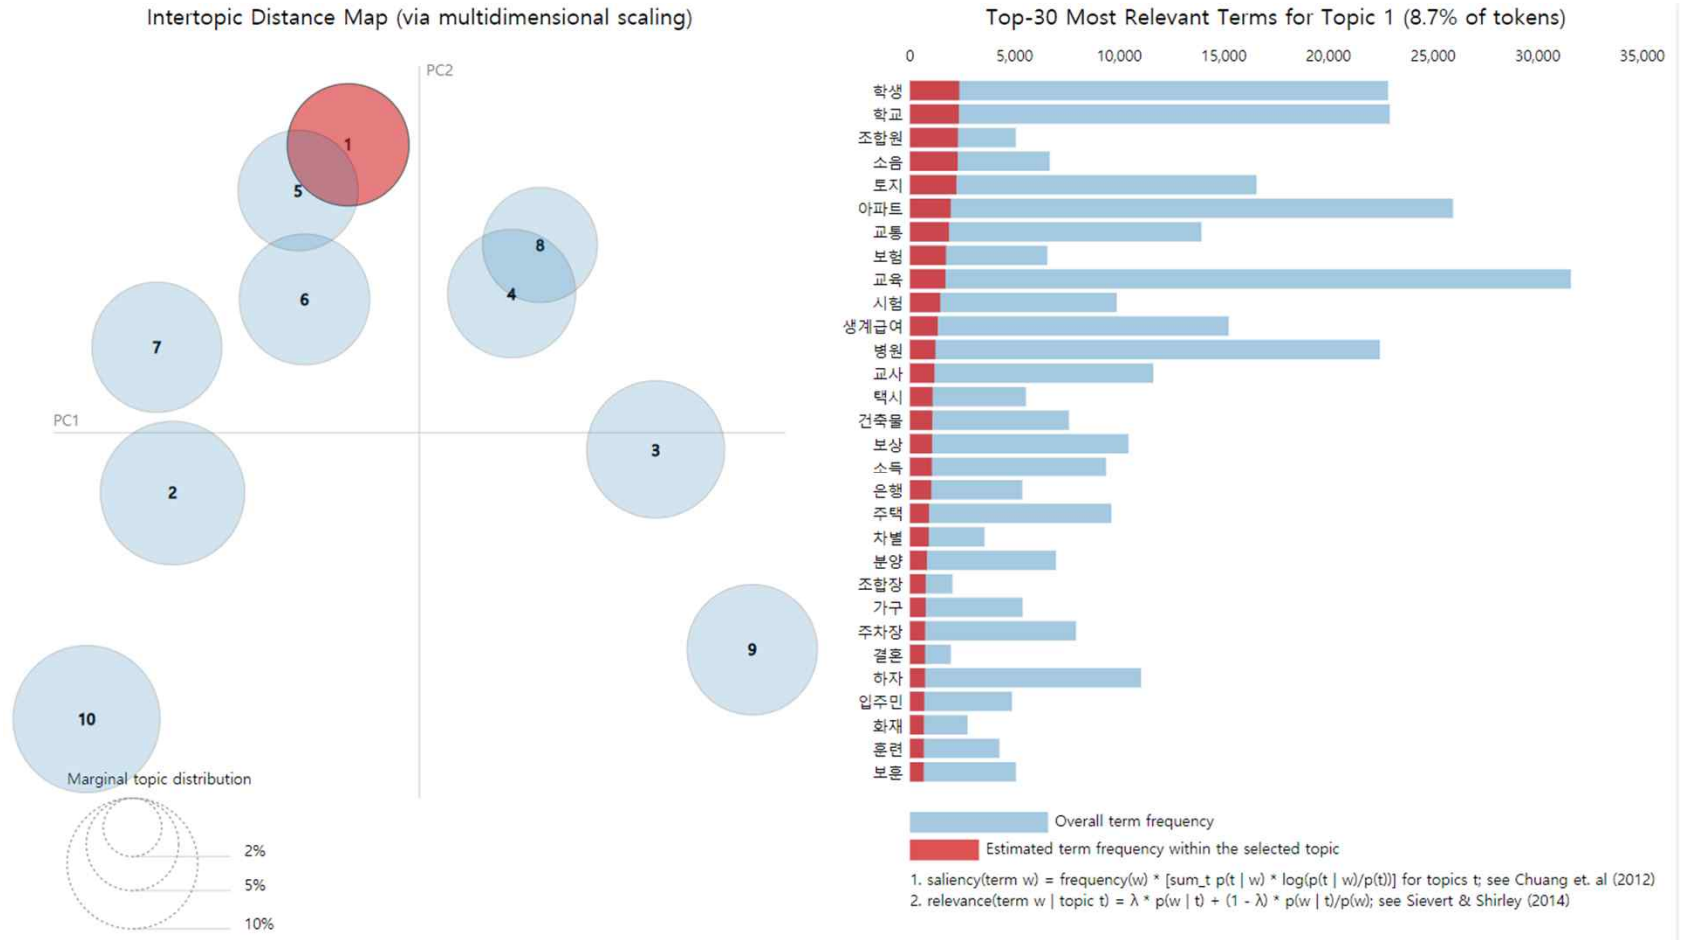 Intertopic Distance Map (via multidimensional scaling)
PC2
PC1
1
5
6
7
8
4
3
2
9
10
Marginal topic distribution
2%
5%
10%
Top-30 Most Relevant Terms for Topic 1 (8.7% of tokens)
0 5,000 10,000 15,000 20,000 25,000 30,000 35,000
학생
학교
조합원
소음
토지
아파트
교통
보험
교육
시험
생계급여
병원
교사
택시
건축물
보상
소득
은행
주택
차별
분양
조합장
가구
주차장
결혼
하자
입주민
화재
훈련
보훈
Overall term frequency
Estimated term frequency within the selected topic
1. saliency(term w) = frequency(w) * [sum_t p(t | w) * log(p(t | w)/p(t))] for topics t; see Chuang et. al (2012)
2. relevance(term w | topic t) = λ * p(w | t) + (1 - λ) * p(w | t)/p(w); see Sievert & Shirley (2014)